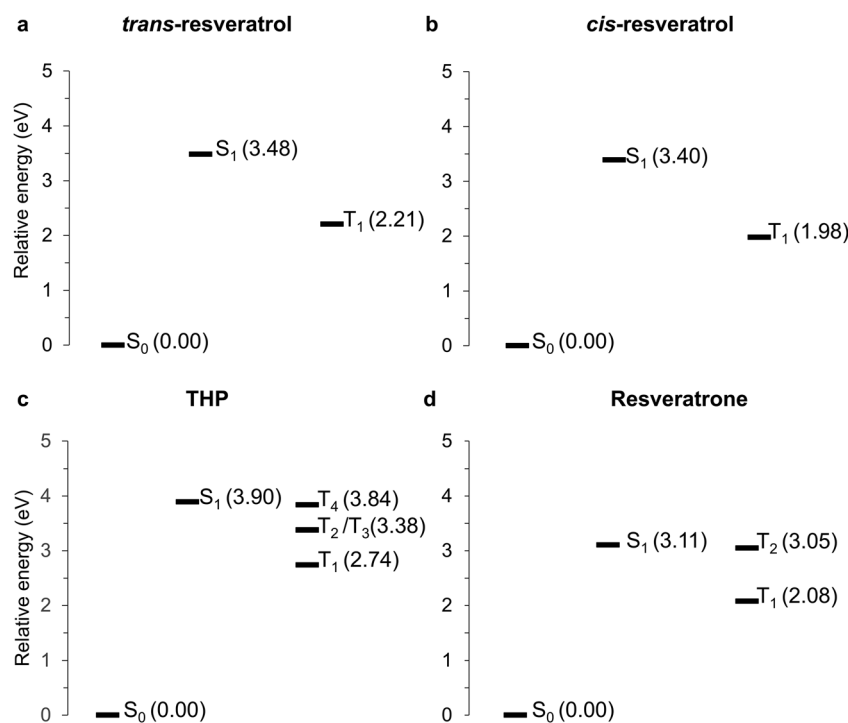 a trans-resveratrol
5
4
3
2
1
0
Relative energy (eV)
S₁ (3.48)
T₁ (2.21)
S₀ (0.00)
b cis-resveratrol
5
4
3
2
1
0
S₁ (3.40)
T₁ (1.98)
S₀ (0.00)
c THP
5
4
3
2
1
0
Relative energy (eV)
S₁ (3.90)
T₄ (3.84)
T₂/T₃(3.38)
T₁ (2.74)
S₀ (0.00)
d Resveratrone
5
4
3
2
1
0
S₁ (3.11)
T₂ (3.05)
T₁ (2.08)
S₀ (0.00)